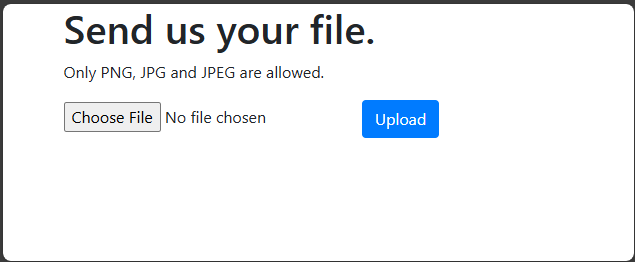 Send us your file.
Only PNG, JPG and JPEG are allowed.
Choose File No file chosen Upload